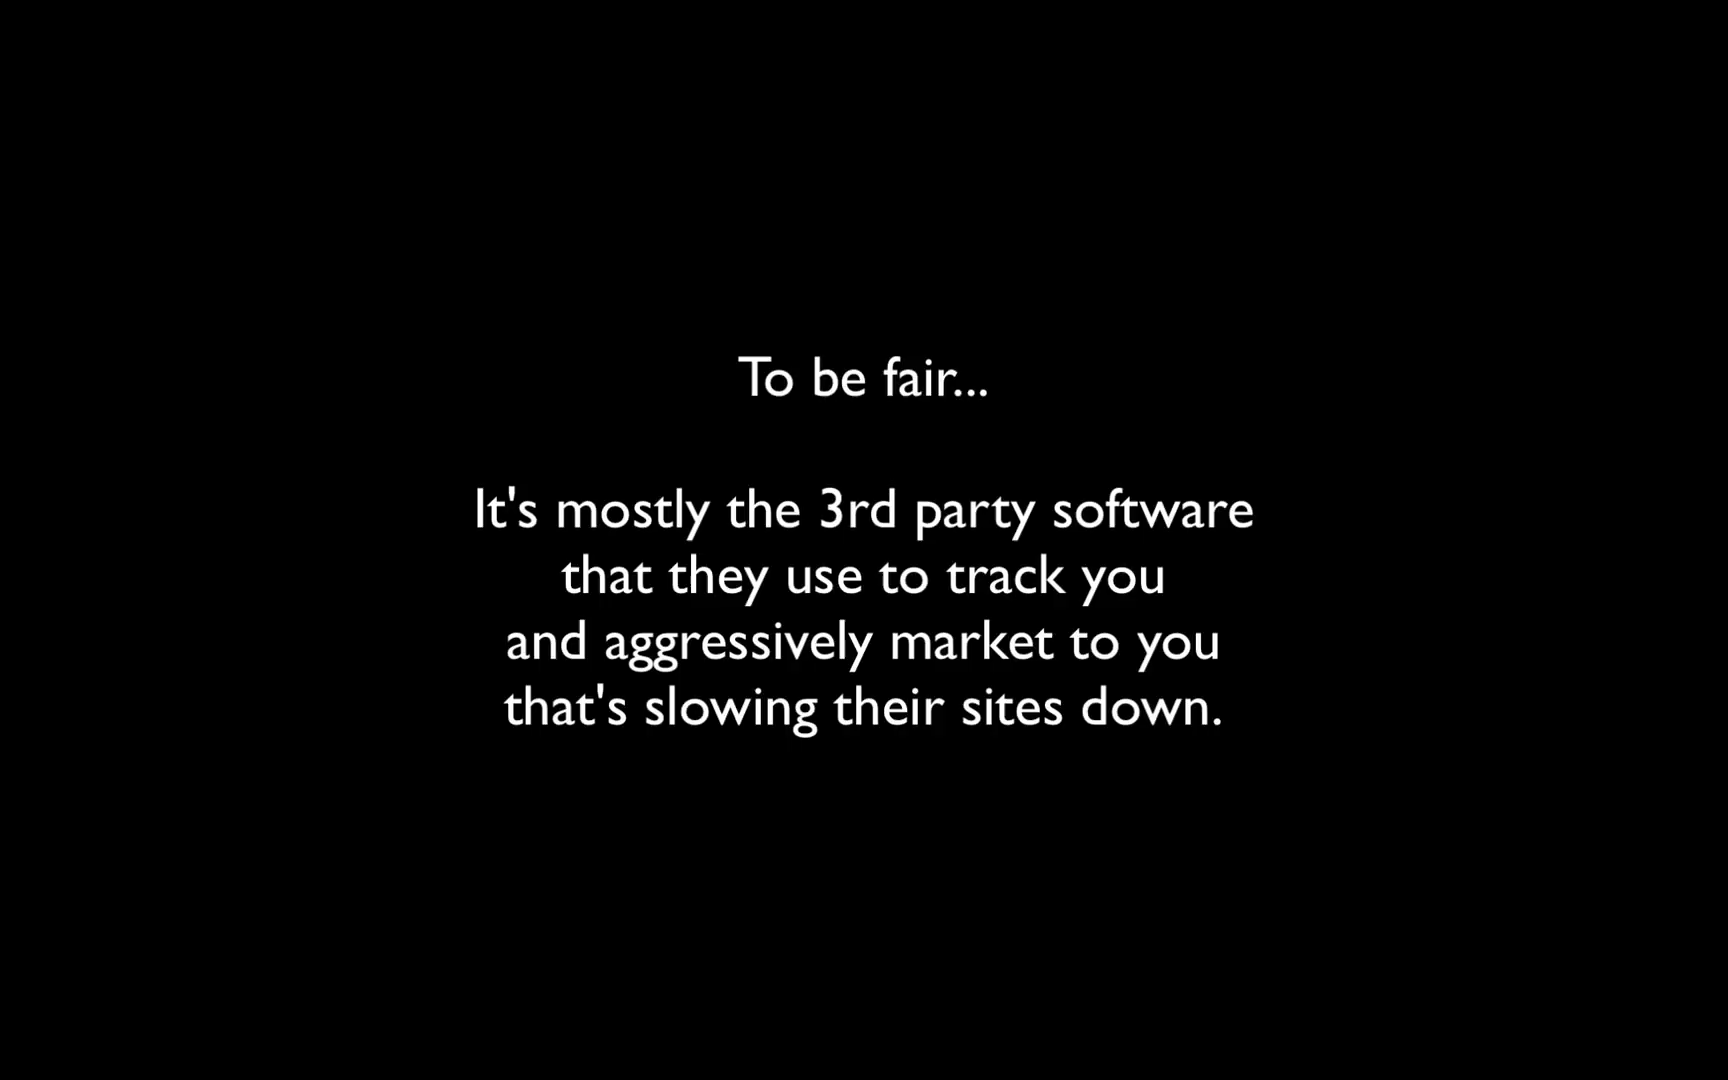 To be fair...
It's mostly the 3rd party software
that they use to track you
and aggressively market to you
that's slowing their sites down.